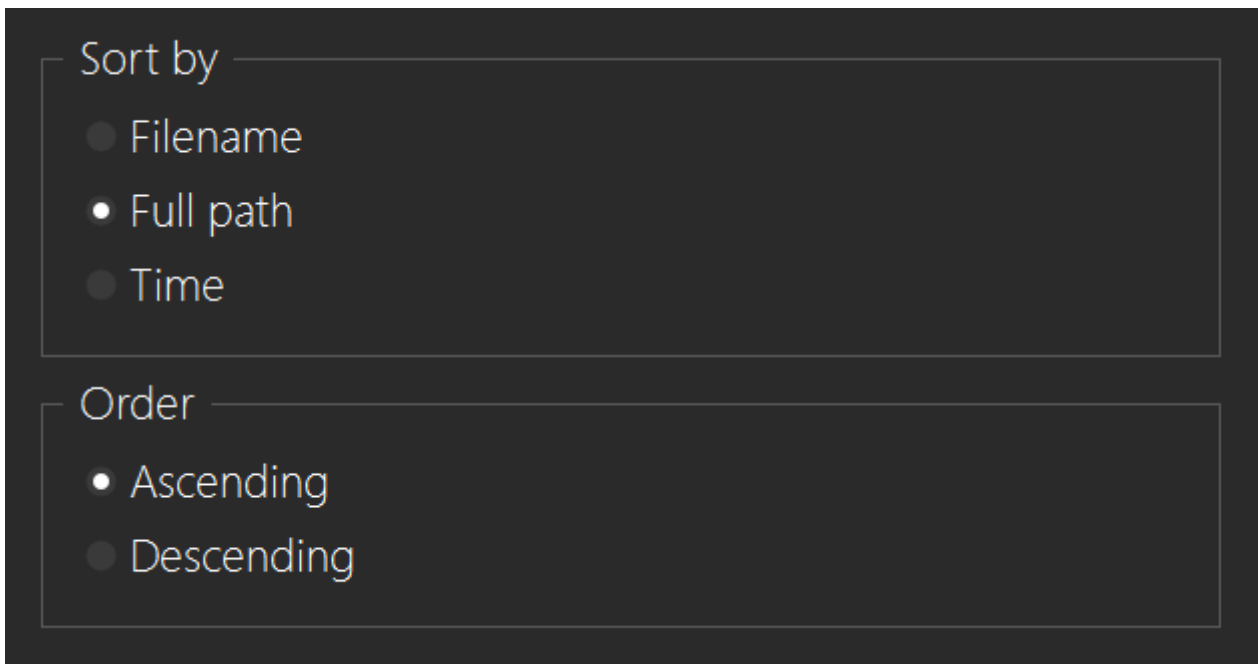 Sort by
Filename
Full path
Time
Order
Ascending
Descending